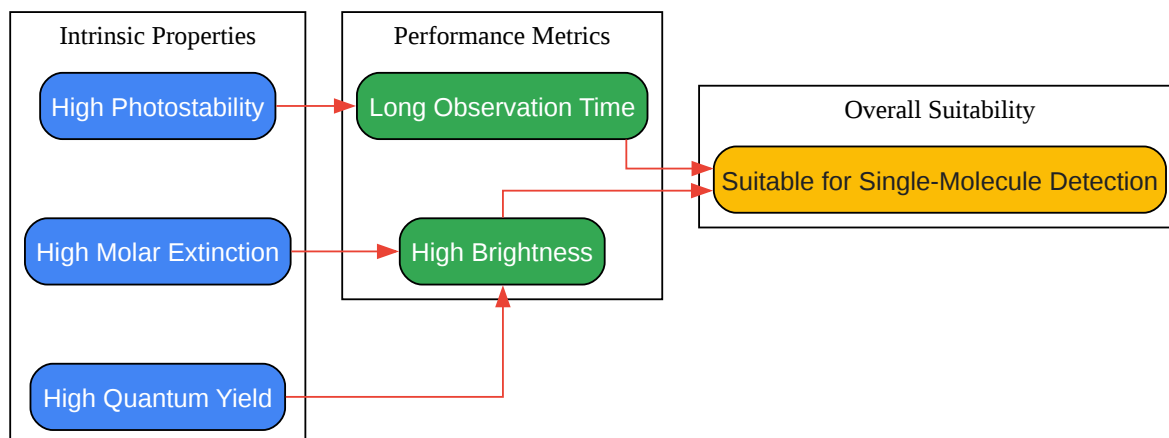 Intrinsic Properties
High Photostability
High Molar Extinction
High Quantum Yield
Performance Metrics
Long Observation Time
High Brightness
Overall Suitability
Suitable for Single-Molecule Detection